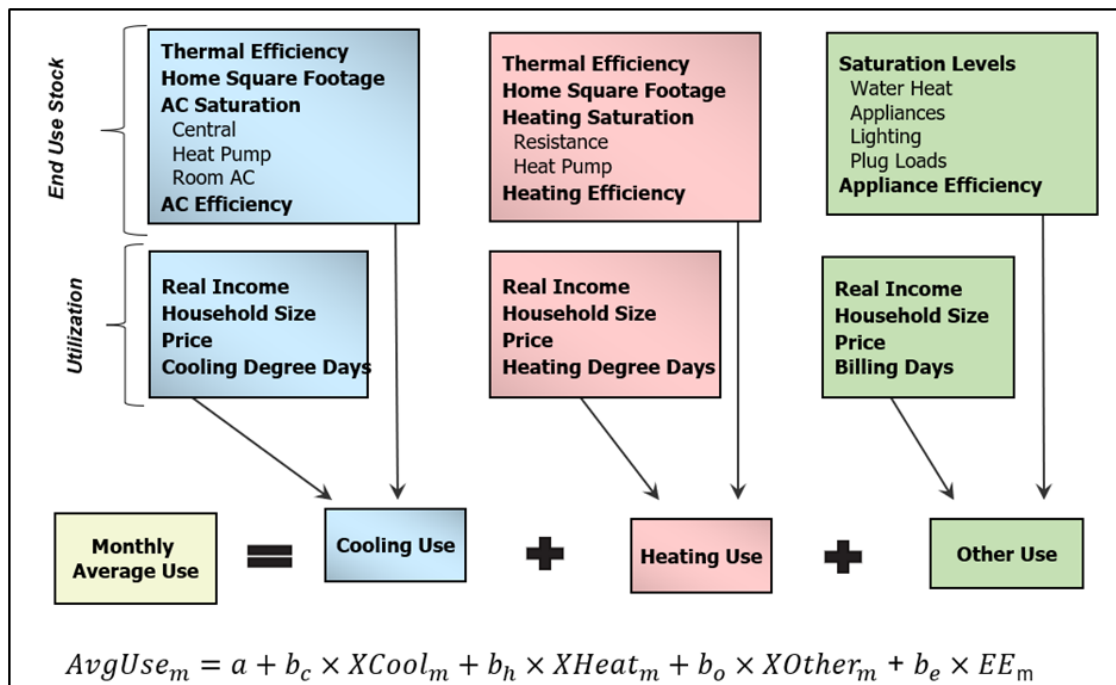 End Use Stock
Thermal Efficiency
Home Square Footage
AC Saturation
Central
Heat Pump
Room AC
AC Efficiency
Thermal Efficiency
Home Square Footage
Heating Saturation
Resistance
Heat Pump
Heating Efficiency
Saturation Levels
Water Heat
Appliances
Lighting
Plug Loads
Appliance Efficiency
Utilization
Real Income
Household Size
Price
Cooling Degree Days
Real Income
Household Size
Price
Heating Degree Days
Real Income
Household Size
Price
Billing Days
Monthly
Average Use
=
Cooling Use
+
Heating Use
+
Other Use
AvgUse_m = a + b_c × XCool_m + b_h × XHeat_m + b_o × XOther_m + b_e × EE_m